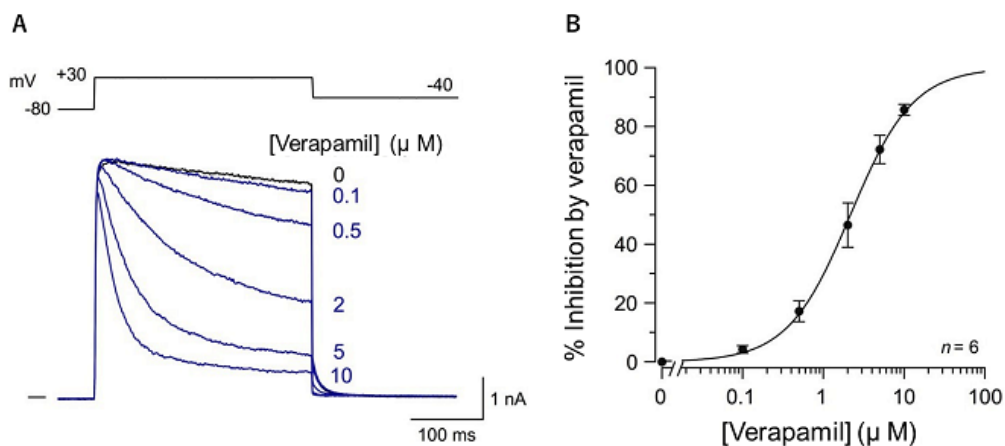 A
mV
+30
-40
-80
[Verapamil] (µ M)
0
0.1
0.5
2
5
10
1 nA
100 ms
B
% Inhibition by verapamil
100
80
60
40
20
0
n = 6
0 0.1 1 10 100
[Verapamil] (µ M)